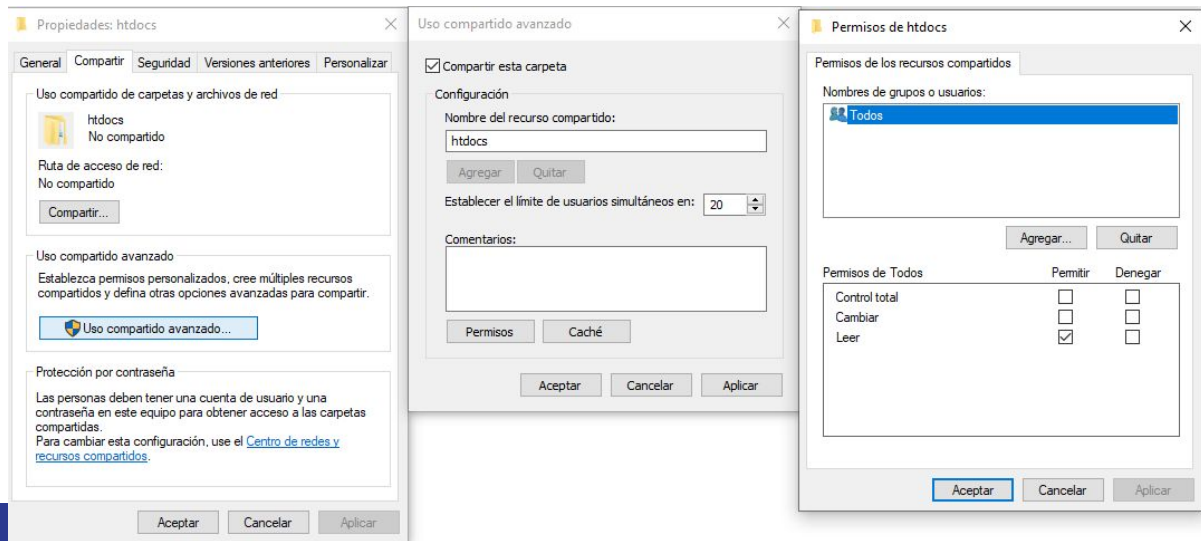 Propiedades: htdocs
General Compartir Seguridad Versiones anteriores Personalizar
Uso compartido de carpetas y archivos de red
htdocs
No compartido
Ruta de acceso de red:
No compartido
Compartir...
Uso compartido avanzado
Establezca permisos personalizados, cree múltiples recursos
compartidos y defina otras opciones avanzadas para compartir.
Uso compartido avanzado...
Protección por contraseña
Las personas deben tener una cuenta de usuario y una
contraseña en este equipo para obtener acceso a las carpetas
compartidas.
Para cambiar esta configuración, use el Centro de redes y
recursos compartidos.
Aceptar Cancelar Aplicar
Uso compartido avanzado
Compartir esta carpeta
Configuración
Nombre del recurso compartido:
htdocs
Agregar Quitar
Establecer el límite de usuarios simultáneos en: 20
Comentarios:
Permisos Caché
Aceptar Cancelar Aplicar
Permisos de htdocs
Permisos de los recursos compartidos
Nombres de grupos o usuarios:
Todos
Agregar... Quitar
Permisos de Todos Permitir Denegar
Control total
Cambiar
Leer
Aceptar Cancelar Aplicar